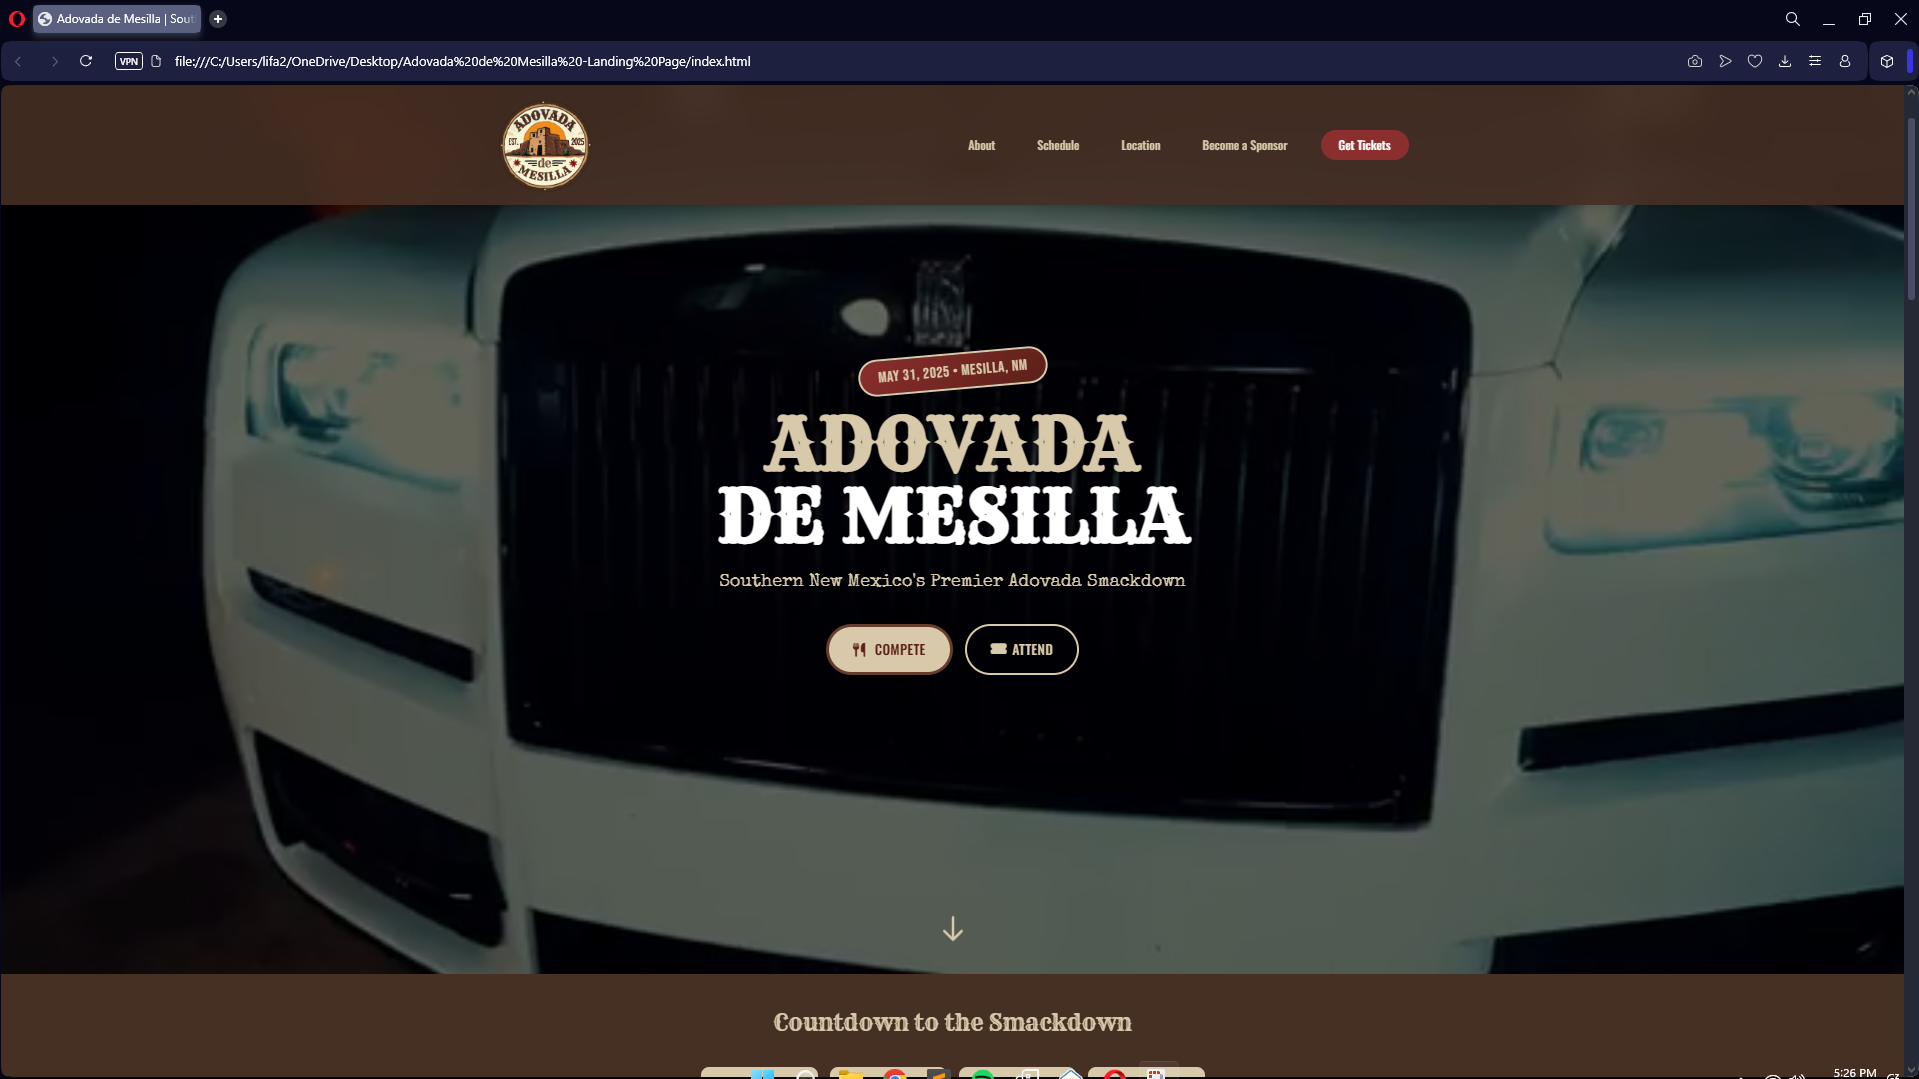 Adovada de Mesilla | Sout
VPN
file:///C:/Users/lifa2/OneDrive/Desktop/Adovada%20de%20Mesilla%20-Landing%20Page/index.html
ADOVADA
EST. 2025
de
MESILLA
About
Schedule
Location
Become a Sponsor
Get Tickets
MAY 31, 2025 • MESILLA, NM
ADOVADA
DE MESILLA
Southern New Mexico's Premier Adovada Smackdown
COMPETE
ATTEND
Countdown to the Smackdown
5:26 PM